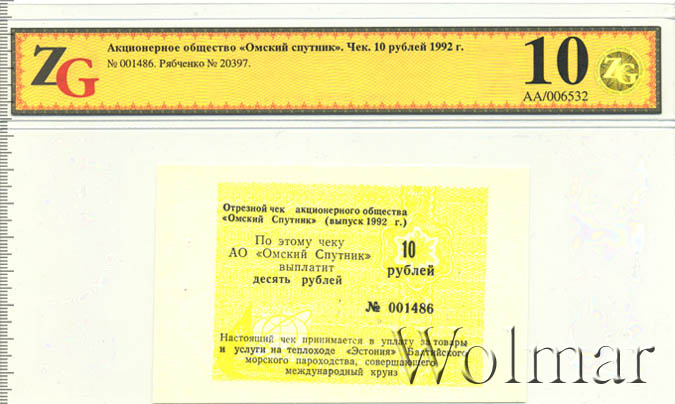 ZG
Акционерное общество «Омский спутник». Чек. 10 рублей 1992 г.
№ 001486. Рябченко № 20397.
10
ZG
AA/006532
Отрезной чек акционерного общества
«Омский Спутник» (выпуск 1992 г.)
По этому чеку
АО «Омский Спутник»
выплатит
десять рублей
10
рублей
№ 001486
Настоящий чек принимается в уплату за товары
и услуги на теплоходе «Эстония» Балтийского
морского пароходства, совершающего
международный круиз
Wolmar